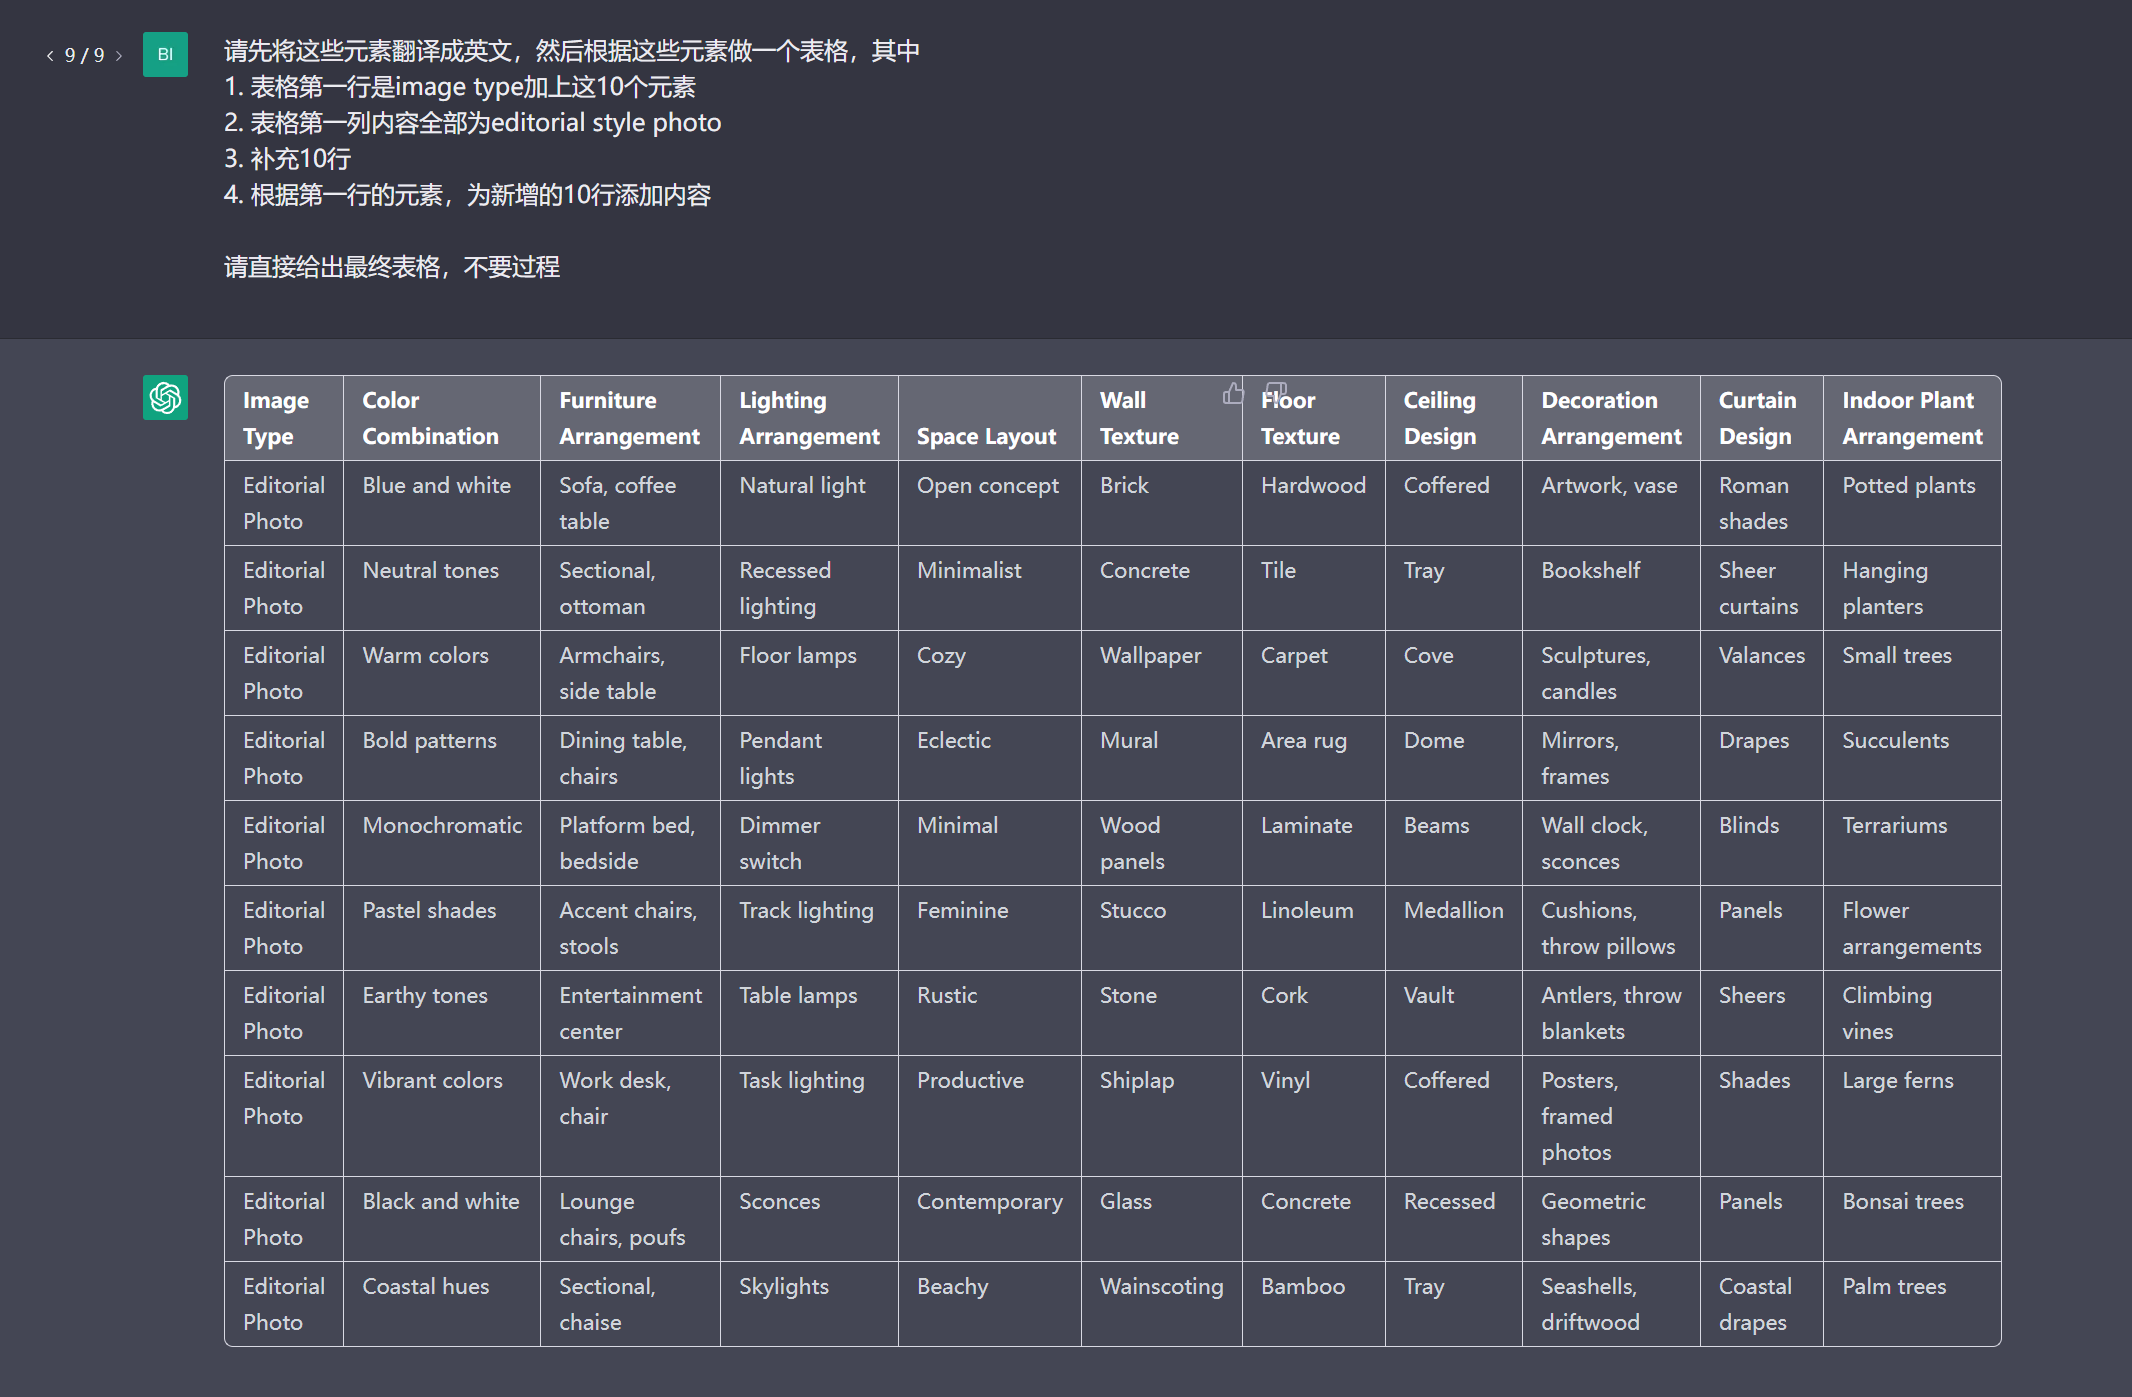 9 / 9
BI
请先将这些元素翻译成英文，然后根据这些元素做一个表格，其中
1. 表格第一行是image type加上这10个元素
2. 表格第一列内容全部为editorial style photo
3. 补充10行
4. 根据第一行的元素，为新增的10行添加内容
请直接给出最终表格，不要过程
Image Type | Color Combination | Furniture Arrangement | Lighting Arrangement | Space Layout | Wall Texture | Floor Texture | Ceiling Design | Decoration Arrangement | Curtain Design | Indoor Plant Arrangement
Editorial Photo | Blue and white | Sofa, coffee table | Natural light | Open concept | Brick | Hardwood | Coffered | Artwork, vase | Roman shades | Potted plants
Editorial Photo | Neutral tones | Sectional, ottoman | Recessed lighting | Minimalist | Concrete | Tile | Tray | Bookshelf | Sheer curtains | Hanging planters
Editorial Photo | Warm colors | Armchairs, side table | Floor lamps | Cozy | Wallpaper | Carpet | Cove | Sculptures, candles | Valances | Small trees
Editorial Photo | Bold patterns | Dining table, chairs | Pendant lights | Eclectic | Mural | Area rug | Dome | Mirrors, frames | Drapes | Succulents
Editorial Photo | Monochromatic | Platform bed, bedside | Dimmer switch | Minimal | Wood panels | Laminate | Beams | Wall clock, sconces | Blinds | Terrariums
Editorial Photo | Pastel shades | Accent chairs, stools | Track lighting | Feminine | Stucco | Linoleum | Medallion | Cushions, throw pillows | Panels | Flower arrangements
Editorial Photo | Earthy tones | Entertainment center | Table lamps | Rustic | Stone | Cork | Vault | Antlers, throw blankets | Sheers | Climbing vines
Editorial Photo | Vibrant colors | Work desk, chair | Task lighting | Productive | Shiplap | Vinyl | Coffered | Posters, framed photos | Shades | Large ferns
Editorial Photo | Black and white | Lounge chairs, poufs | Sconces | Contemporary | Glass | Concrete | Recessed | Geometric shapes | Panels | Bonsai trees
Editorial Photo | Coastal hues | Sectional, chaise | Skylights | Beachy | Wainscoting | Bamboo | Tray | Seashells, driftwood | Coastal drapes | Palm trees